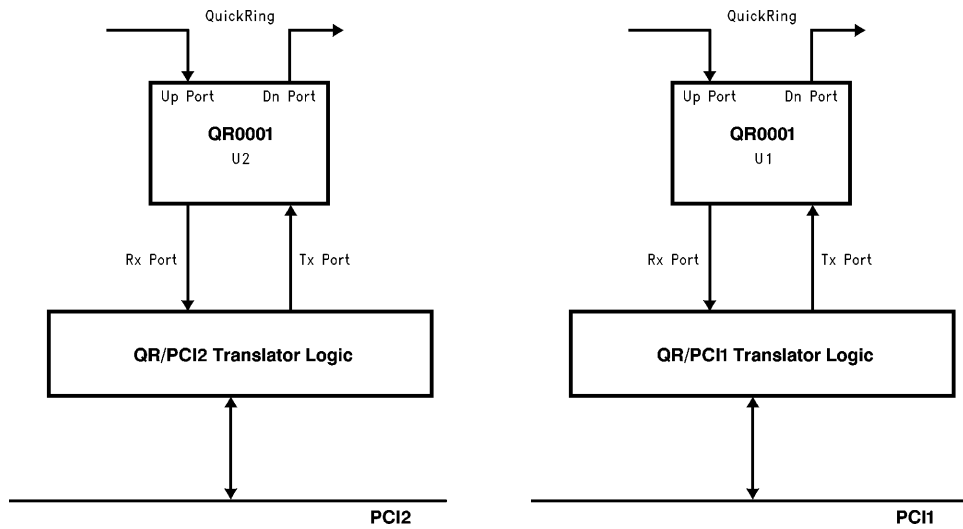 QuickRing
Up Port Dn Port
QR0001
U2
Rx Port Tx Port
QR/PCI2 Translator Logic
PCI2
QuickRing
Up Port Dn Port
QR0001
U1
Rx Port Tx Port
QR/PCI1 Translator Logic
PCI1